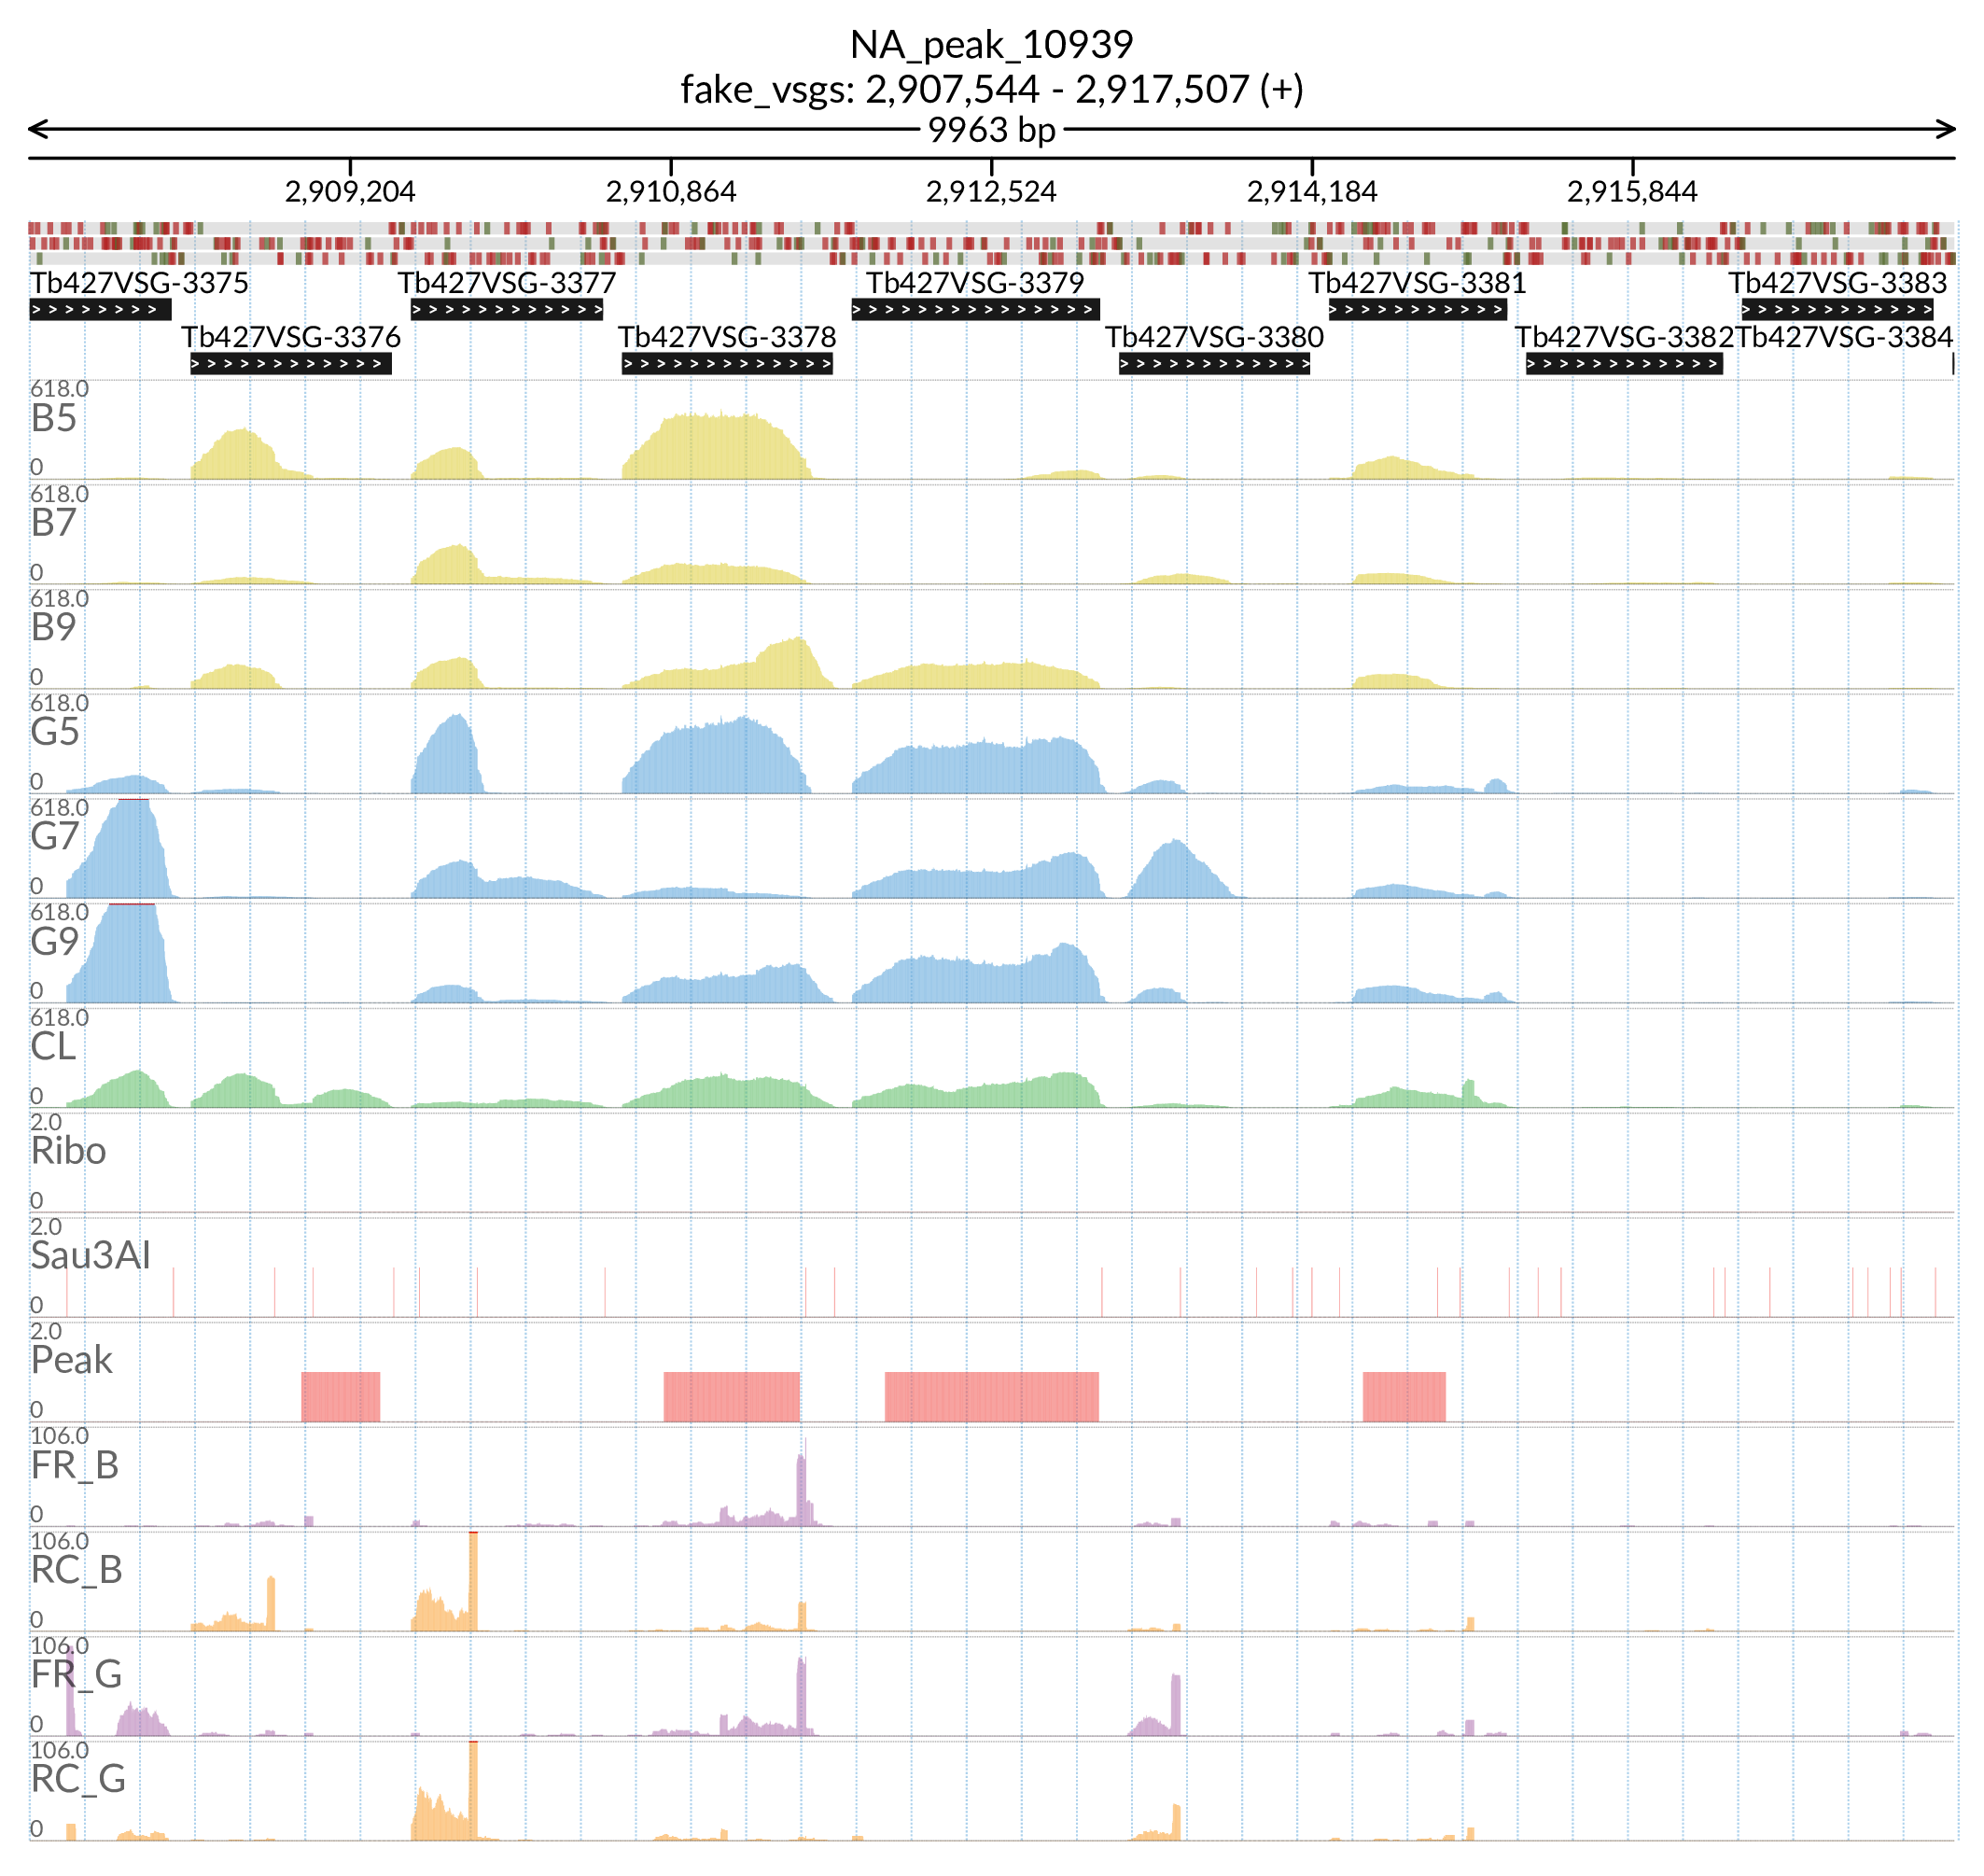 NA_peak_10939
fake_vsgs: 2,907,544 - 2,917,507 (+)
9963 bp
2,909,204 2,910,864 2,912,524 2,914,184 2,915,844
Tb427VSG-3375 Tb427VSG-3377 Tb427VSG-3379 Tb427VSG-3381 Tb427VSG-3383
Tb427VSG-3376 Tb427VSG-3378 Tb427VSG-3380 Tb427VSG-3382 Tb427VSG-3384
618.0
B5
0
618.0
B7
0
618.0
B9
0
618.0
G5
0
618.0
G7
0
618.0
G9
0
618.0
CL
0
2.0
Ribo
0
2.0
Sau3AI
0
2.0
Peak
0
106.0
FR_B
0
106.0
RC_B
0
106.0
FR_G
0
106.0
RC_G
0